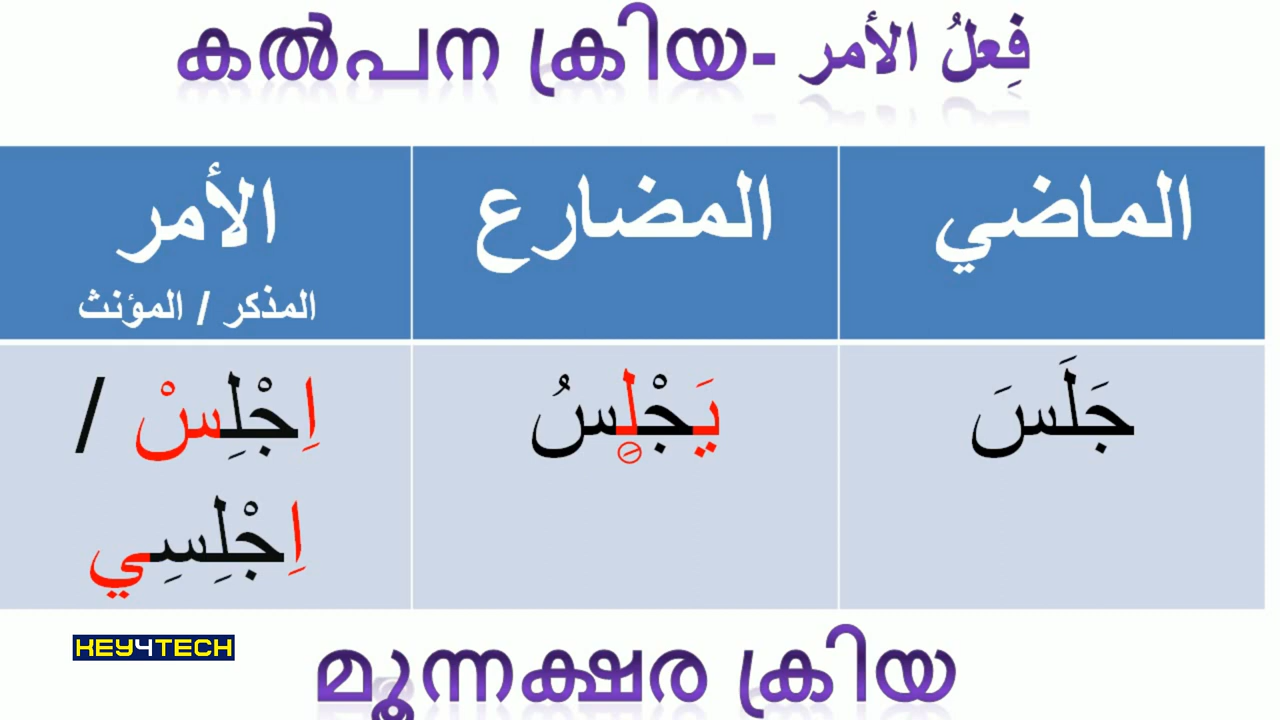 കൽപന ക്രിയ- فِعلُ الأمر
الماضي
المضارع
الأمر
المذكر / المؤنث
جَلَسَ
يَجْلِسُ
اِجْلِسْ /
اِجْلِسِي
KEY4TECH
മൂന്നക്ഷര ക്രിയ